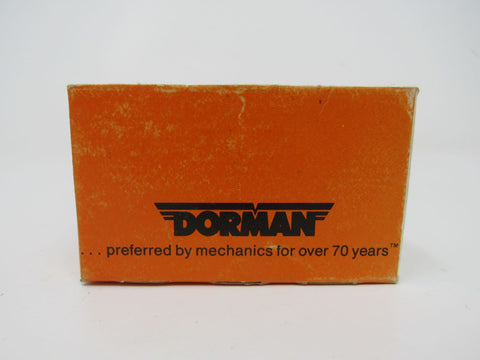 DORMAN
... preferred by mechanics for over 70 years™